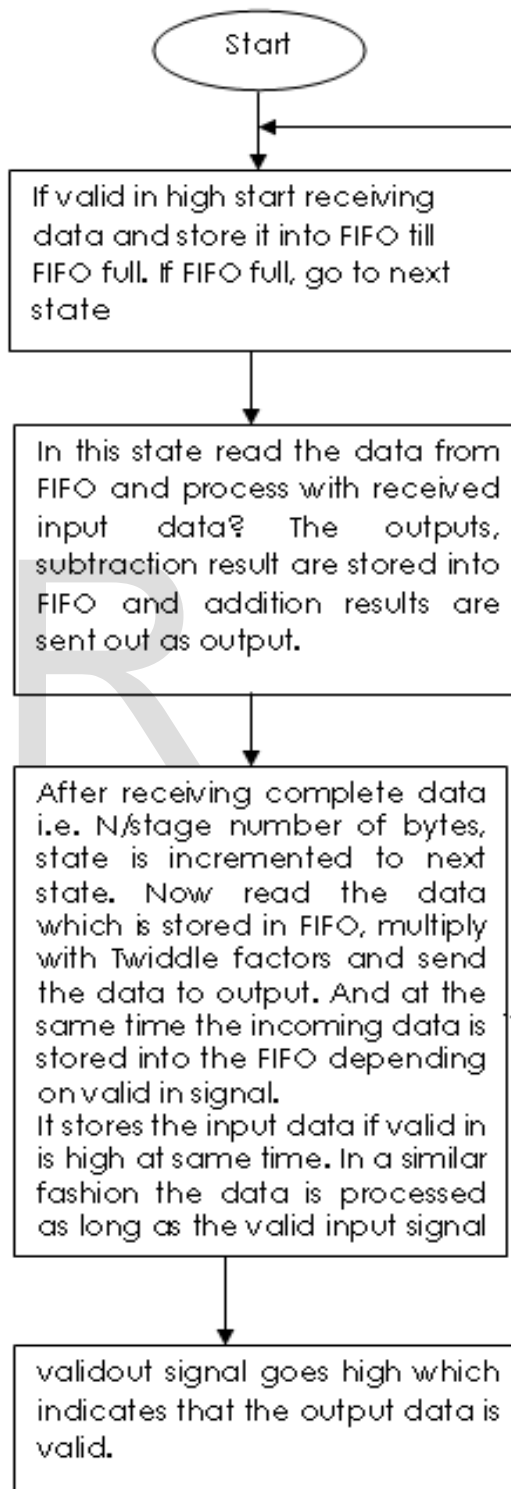 Start
If valid in high start receiving
data and store it into FIFO till
FIFO full. If FIFO full, go to next
state
In this state read the data from
FIFO and process with received
input data? The outputs,
subtraction result are stored into
FIFO and addition results are
sent out as output.
After receiving complete data
i.e. N/stage number of bytes,
state is incremented to next
state. Now read the data
which is stored in FIFO, multiply
with Twiddle factors and send
the data to output. And at the
same time the incoming data is
stored into the FIFO depending
on valid in signal.
It stores the input data if valid in
is high at same time. In a similar
fashion the data is processed
as long as the valid input signal
validout signal goes high which
indicates that the output data is
valid.
R